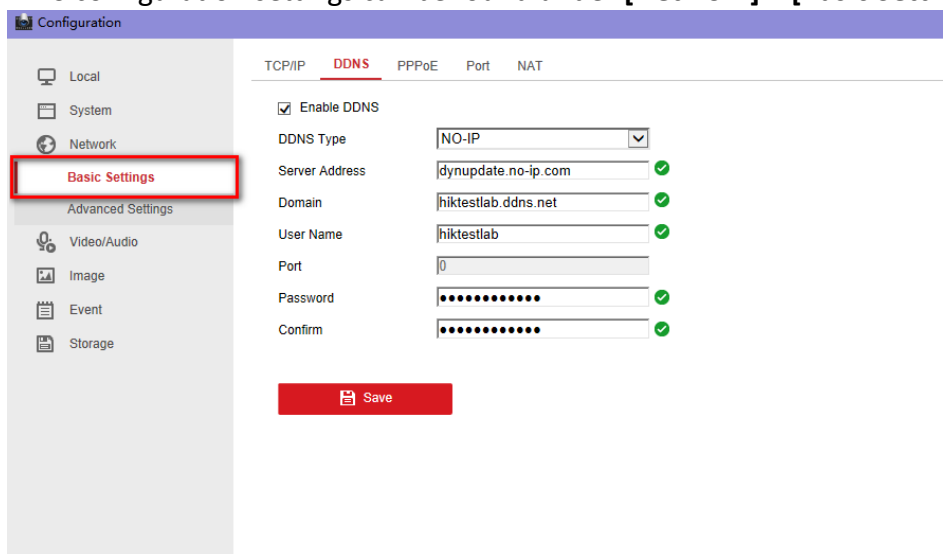 Configuration
Local
System
Network
Basic Settings
Advanced Settings
Video/Audio
Image
Event
Storage
TCP/IP DDNS PPPoE Port NAT
Enable DDNS
DDNS Type NO-IP
Server Address dynupdate.no-ip.com
Domain hiktestlab.ddns.net
User Name hiktestlab
Port 0
Password ●●●●●●●●●●●●
Confirm ●●●●●●●●●●●●
Save